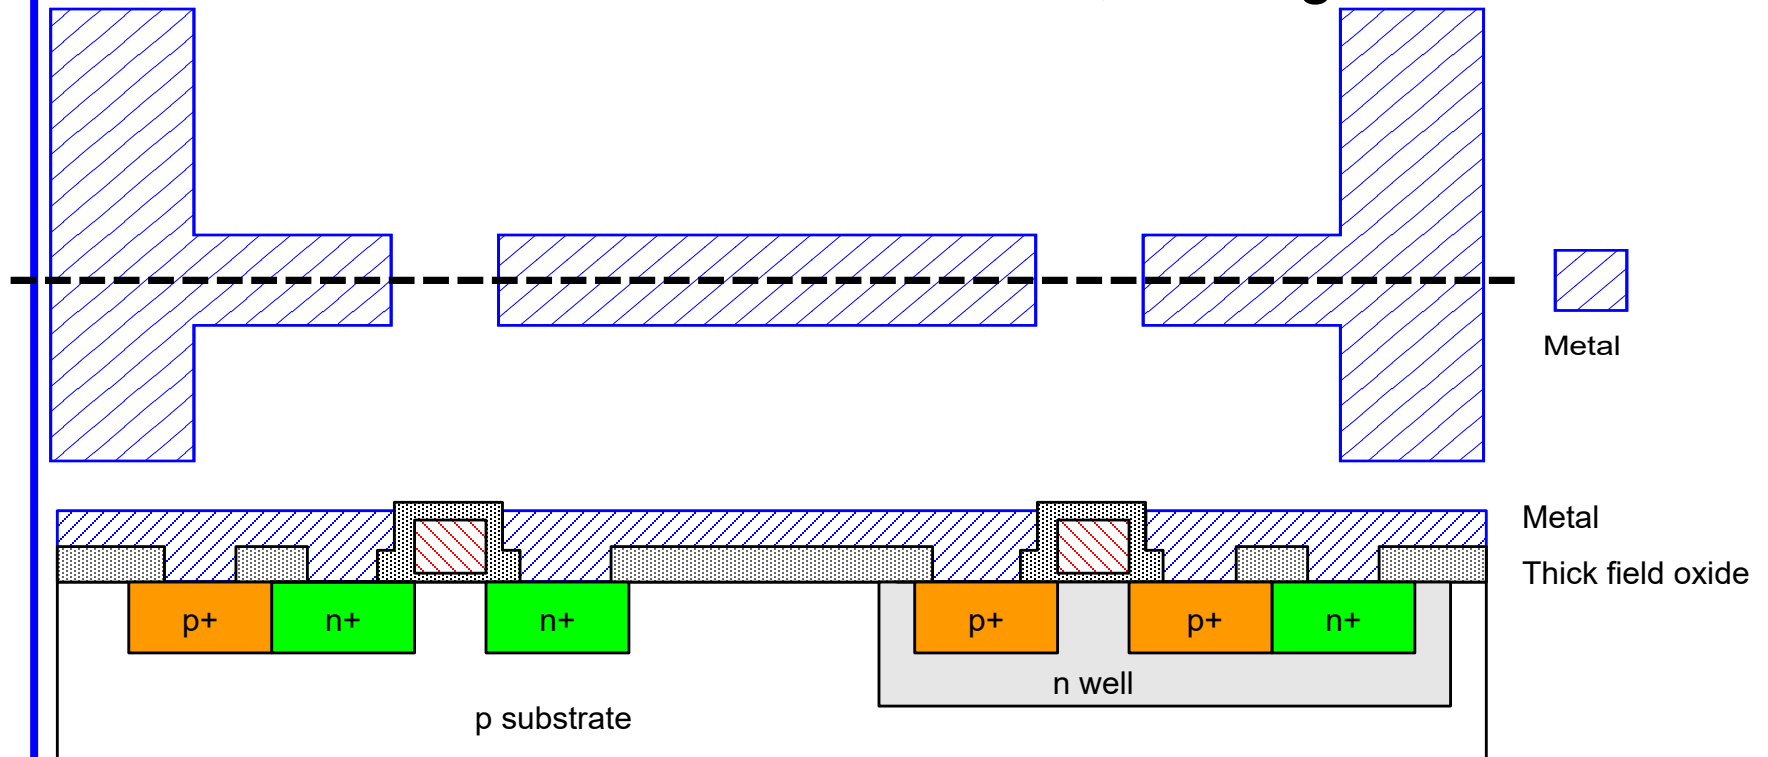 Metal
Metal
Thick field oxide
p+
n+
n+
p+
p+
n+
n well
p substrate